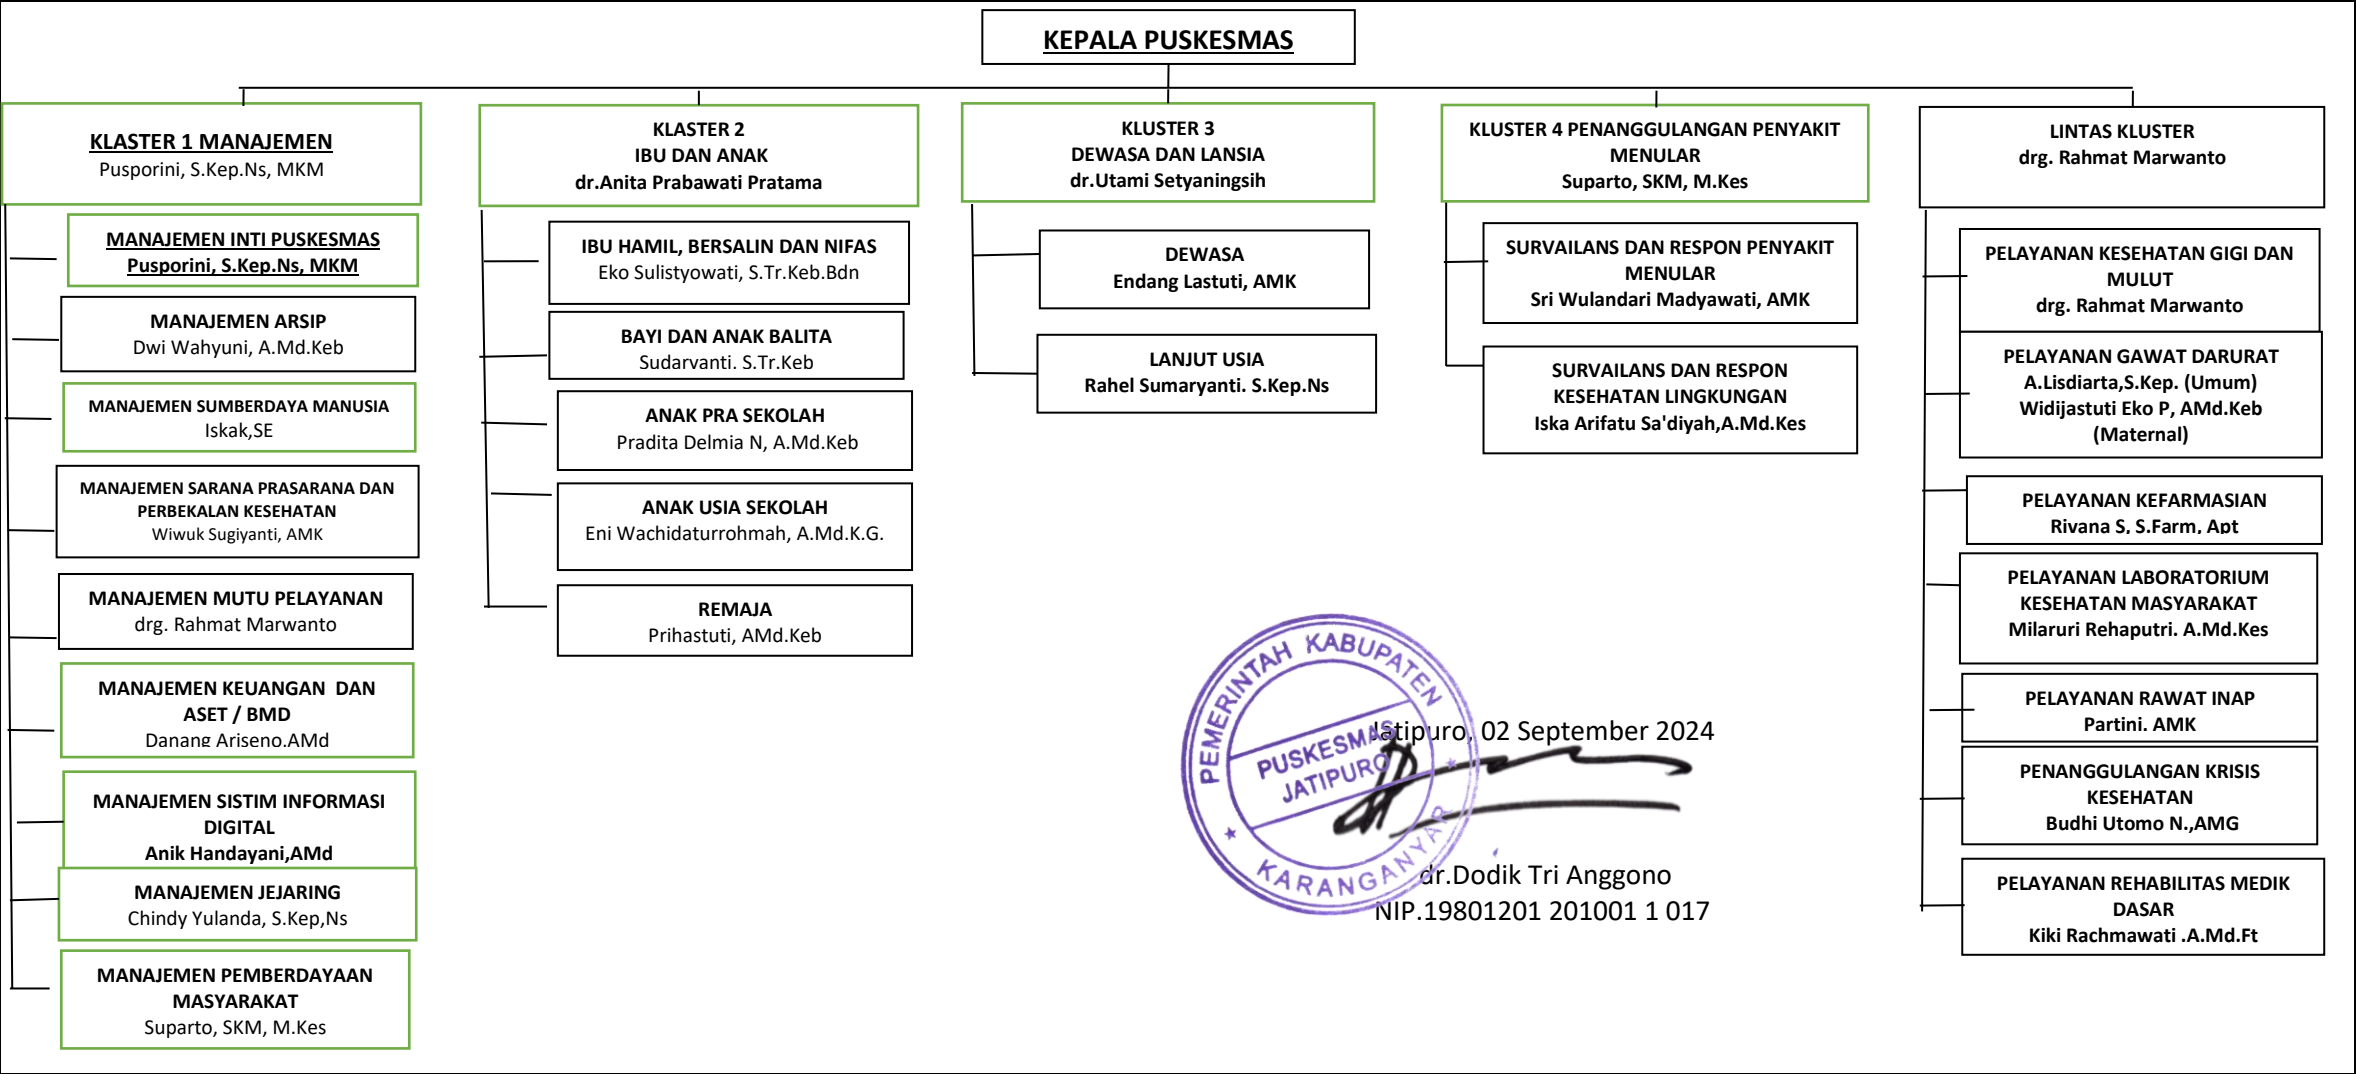 KEPALA PUSKESMAS
KLASTER 1 MANAJEMEN
Pusporini, S.Kep.Ns, MKM
MANAJEMEN INTI PUSKESMAS
Pusporini, S.Kep.Ns, MKM
MANAJEMEN ARSIP
Dwi Wahyuni, A.Md.Keb
MANAJEMEN SUMBERDAYA MANUSIA
Iskak,SE
MANAJEMEN SARANA PRASARANA DAN
PERBEKALAN KESEHATAN
Wiwuk Sugiyanti, AMK
MANAJEMEN MUTU PELAYANAN
drg. Rahmat Marwanto
MANAJEMEN KEUANGAN DAN
ASET / BMD
Danang Ariseno.AMd
MANAJEMEN SISTIM INFORMASI
DIGITAL
Anik Handayani,AMd
MANAJEMEN JEJARING
Chindy Yulanda, S.Kep,Ns
MANAJEMEN PEMBERDAYAAN
MASYARAKAT
Suparto, SKM, M.Kes
KLASTER 2
IBU DAN ANAK
dr.Anita Prabawati Pratama
IBU HAMIL, BERSALIN DAN NIFAS
Eko Sulistyowati, S.Tr.Keb.Bdn
BAYI DAN ANAK BALITA
Sudaryanti. S.Tr.Keb
ANAK PRA SEKOLAH
Pradita Delmia N, A.Md.Keb
ANAK USIA SEKOLAH
Eni Wachidaturrohmah, A.Md.K.G.
REMAJA
Prihastuti, AMd.Keb
KLUSTER 3
DEWASA DAN LANSIA
dr.Utami Setyaningsih
DEWASA
Endang Lastuti, AMK
LANJUT USIA
Rahel Sumaryanti. S.Kep.Ns
KLUSTER 4 PENANGGULANGAN PENYAKIT
MENULAR
Suparto, SKM, M.Kes
SURVAILANS DAN RESPON PENYAKIT
MENULAR
Sri Wulandari Madyawati, AMK
SURVAILANS DAN RESPON
KESEHATAN LINGKUNGAN
Iska Arifatu Sa'diyah,A.Md.Kes
LINTAS KLUSTER
drg. Rahmat Marwanto
PELAYANAN KESEHATAN GIGI DAN
MULUT
drg. Rahmat Marwanto
PELAYANAN GAWAT DARURAT
A.Lisdiarta,S.Kep. (Umum)
Widijastuti Eko P, AMd.Keb
(Maternal)
PELAYANAN KEFARMASIAN
Rivana S, S.Farm, Apt
PELAYANAN LABORATORIUM
KESEHATAN MASYARAKAT
Milaruri Rehaputri. A.Md.Kes
PELAYANAN RAWAT INAP
Partini. AMK
PENANGGULANGAN KRISIS
KESEHATAN
Budhi Utomo N.,AMG
PELAYANAN REHABILITAS MEDIK
DASAR
Kiki Rachmawati .A.Md.Ft
PEMERINTAH KABUPATEN
PUSKESMAS
JATIPURO
KARANGANYAR
Jatipuro, 02 September 2024
dr.Dodik Tri Anggono
NIP.19801201 201001 1 017